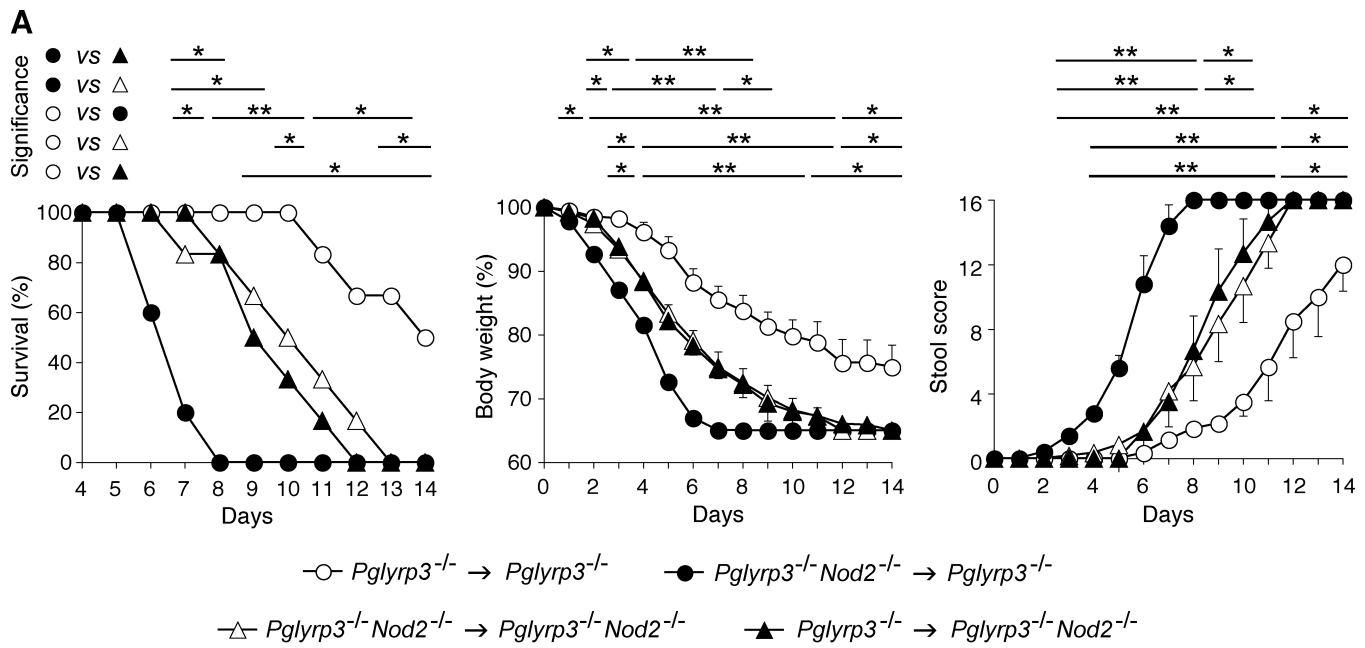 A
Significance
● vs ▲ * * ** ** *
● vs △ * * ** * ** *
○ vs ● * ** * * ** * ** *
○ vs △ * * * ** * ** *
○ vs ▲ * * ** * ** *
Survival (%)
100
80
60
40
20
0
4 5 6 7 8 9 10 11 12 13 14
Days
Body weight (%)
100
90
80
70
60
0 2 4 6 8 10 12 14
Days
Stool score
16
12
8
4
0
0 2 4 6 8 10 12 14
Days
Pglyrp3-/- → Pglyrp3-/- Pglyrp3-/-Nod2-/- → Pglyrp3-/-
Pglyrp3-/-Nod2-/- → Pglyrp3-/-Nod2-/- Pglyrp3-/- → Pglyrp3-/-Nod2-/-